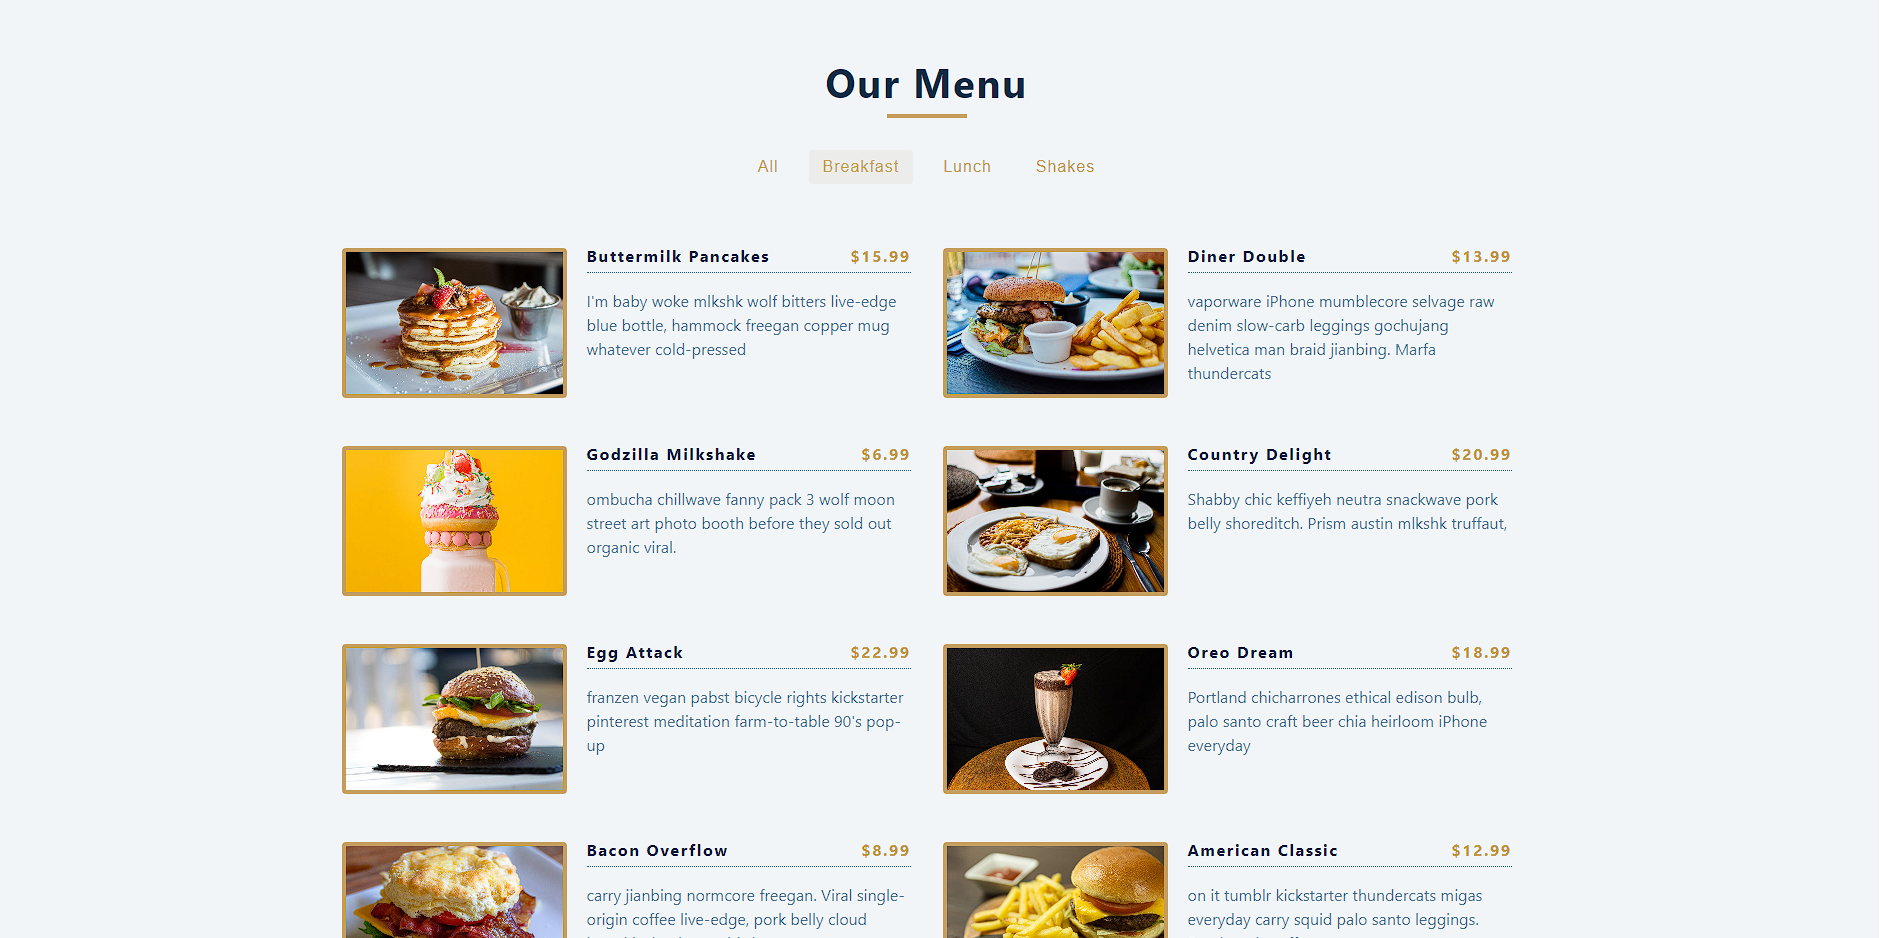 Our Menu
All Breakfast Lunch Shakes
Buttermilk Pancakes $15.99
I'm baby woke mlkshk wolf bitters live-edge
blue bottle, hammock freegan copper mug
whatever cold-pressed
Diner Double $13.99
vaporware iPhone mumblecore selvage raw
denim slow-carb leggings gochujang
helvetica man braid jianbing. Marfa
thundercats
Godzilla Milkshake $6.99
ombucha chillwave fanny pack 3 wolf moon
street art photo booth before they sold out
organic viral.
Country Delight $20.99
Shabby chic keffiyeh neutra snackwave pork
belly shoreditch. Prism austin mlkshk truffaut,
Egg Attack $22.99
franzen vegan pabst bicycle rights kickstarter
pinterest meditation farm-to-table 90's pop-
up
Oreo Dream $18.99
Portland chicharrones ethical edison bulb,
palo santo craft beer chia heirloom iPhone
everyday
Bacon Overflow $8.99
carry jianbing normcore freegan. Viral single-
origin coffee live-edge, pork belly cloud
American Classic $12.99
on it tumblr kickstarter thundercats migas
everyday carry squid palo santo leggings.